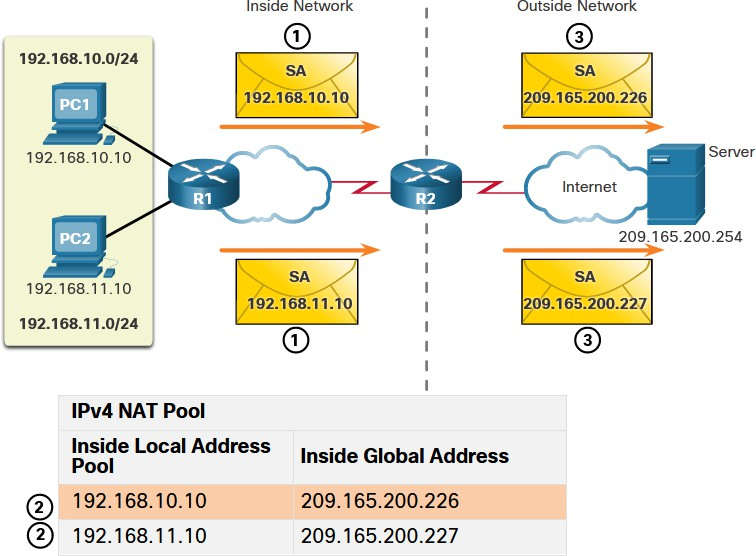 Inside Network
Outside Network
1
3
192.168.10.0/24
SA
192.168.10.10
SA
209.165.200.226
PC1
192.168.10.10
R1
R2
Internet
Server
209.165.200.254
PC2
192.168.11.10
192.168.11.0/24
SA
192.168.11.10
SA
209.165.200.227
1
3
IPv4 NAT Pool
Inside Local Address
Pool
Inside Global Address
2
192.168.10.10
209.165.200.226
2
192.168.11.10
209.165.200.227